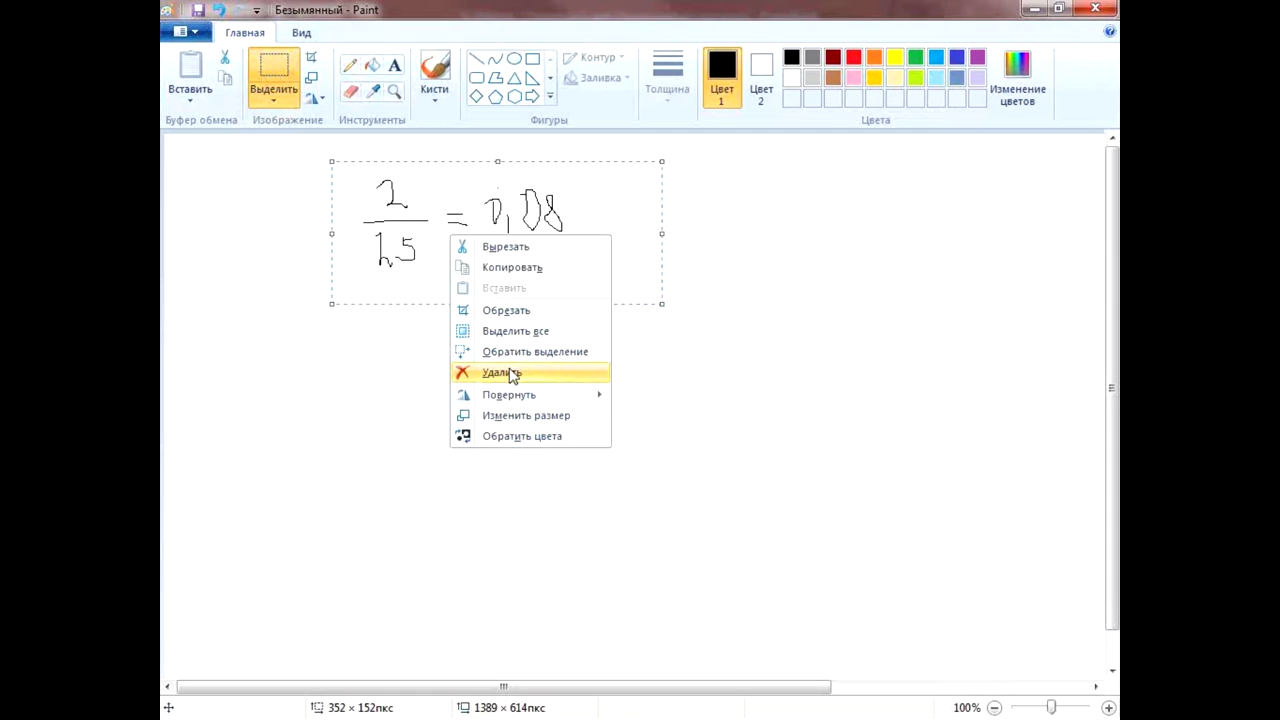 Безымянный - Paint
Главная Вид
Вставить
Выделить
Кисти
Контур
Заливка
Толщина
Цвет 1
Цвет 2
Изменение цветов
Буфер обмена Изображение Инструменты Фигуры Цвета
2
25 = 0,08
Вырезать
Копировать
Вставить
Обрезать
Выделить все
Обратить выделение
Удалить
Повернуть
Изменить размер
Обратить цвета
352 × 152пкс 1389 × 614пкс 100%